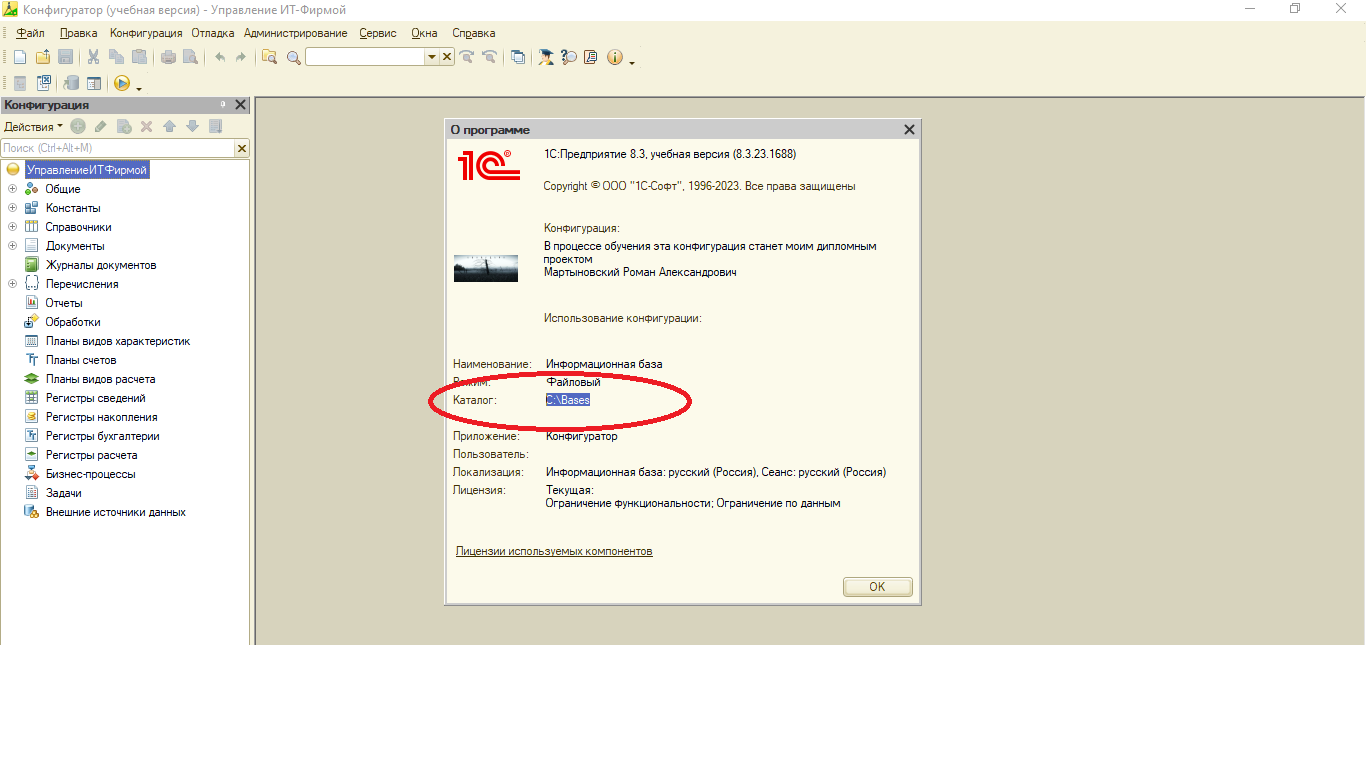 Конфигуратор (учебная версия) - Управление ИТ-Фирмой
Файл Правка Конфигурация Отладка Администрирование Сервис Окна Справка
Конфигурация
Действия
Поиск (Ctrl+Alt+M)
УправлениеИТФирмой
Общие
Константы
Справочники
Документы
Журналы документов
Перечисления
Отчеты
Обработки
Планы видов характеристик
Планы счетов
Планы видов расчета
Регистры сведений
Регистры накопления
Регистры бухгалтерии
Регистры расчета
Бизнес-процессы
Задачи
Внешние источники данных
О программе
1С
1С:Предприятие 8.3, учебная версия (8.3.23.1688)
Copyright © ООО "1С-Софт", 1996-2023. Все права защищены
Конфигурация:
В процессе обучения эта конфигурация станет моим дипломным
проектом
Мартыновский Роман Александрович
Использование конфигурации:
Наименование: Информационная база
Режим: Файловый
Каталог: C:\Bases
Приложение: Конфигуратор
Пользователь:
Локализация: Информационная база: русский (Россия), Сеанс: русский (Россия)
Лицензия: Текущая:
Ограничение функциональности; Ограничение по данным
Лицензии используемых компонентов
OK